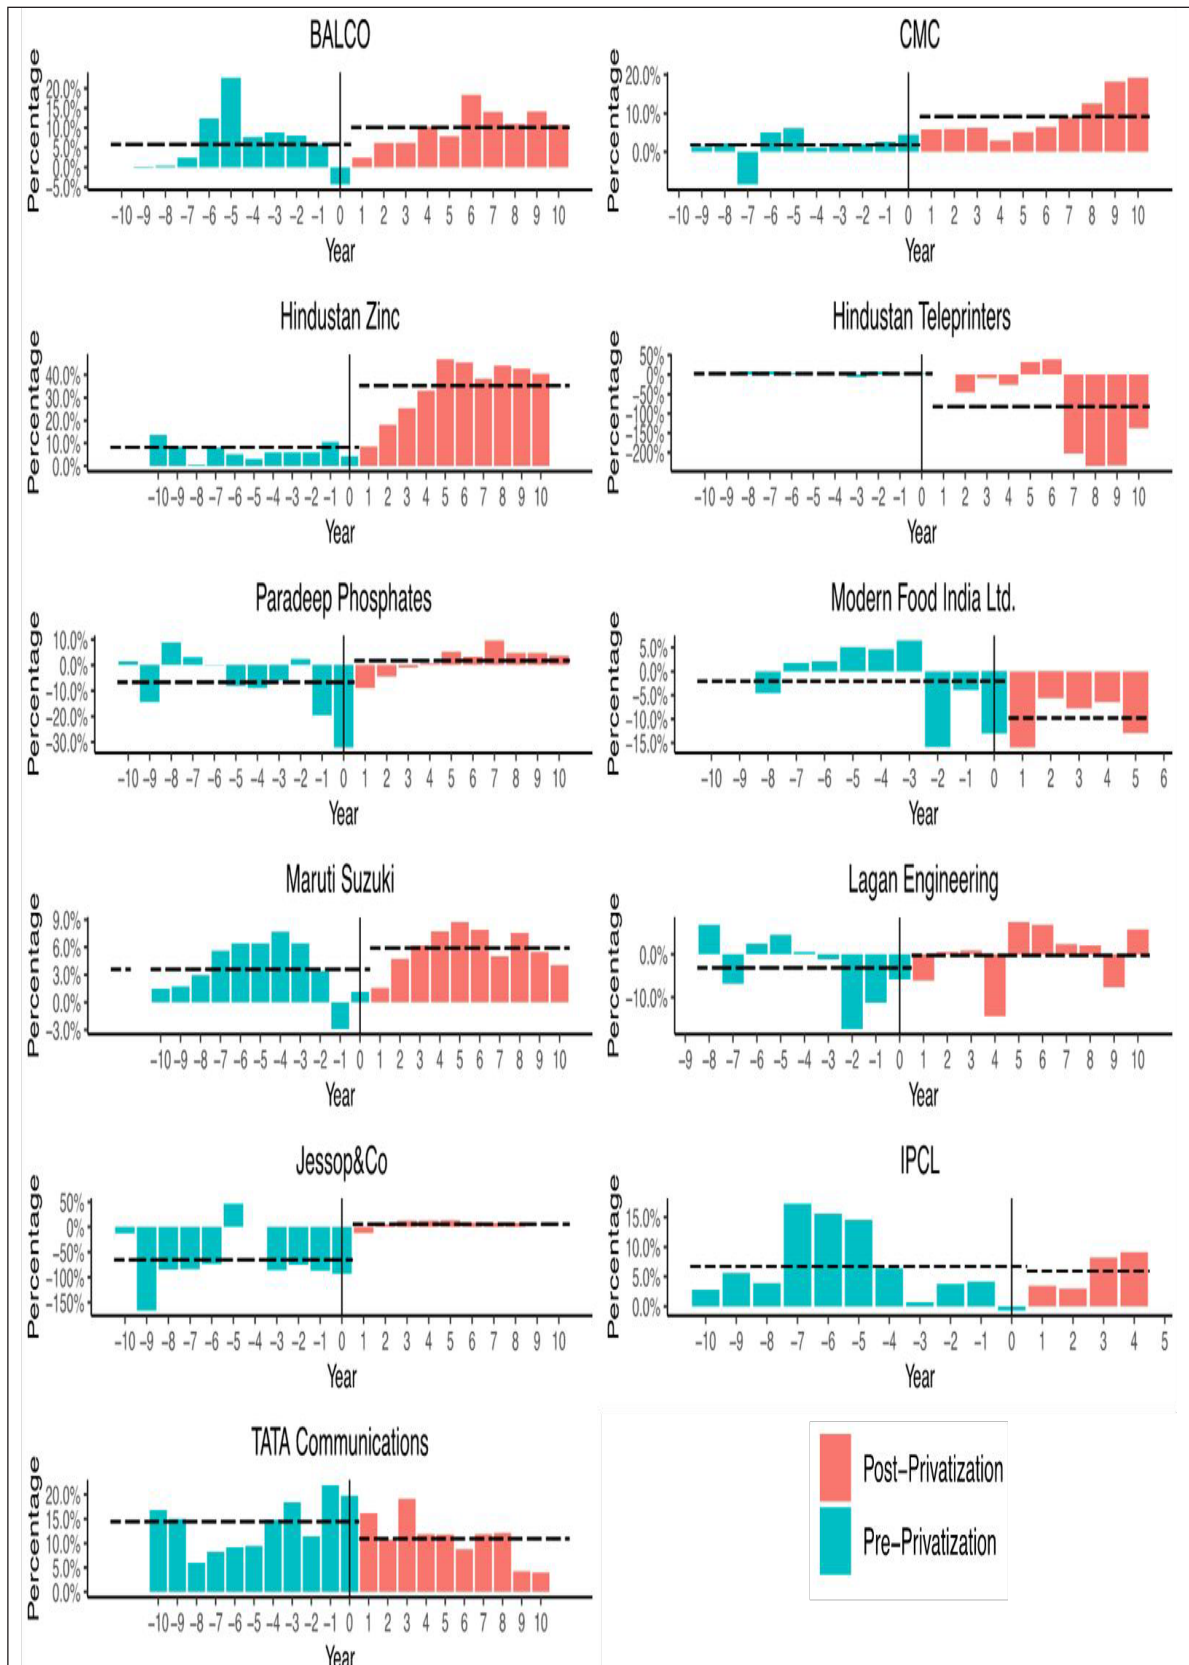 BALCO
Percentage
20.0%
15.0%
10.0%
5.0%
0.0%
−5.0%
−10 −9 −8 −7 −6 −5 −4 −3 −2 −1 0 1 2 3 4 5 6 7 8 9 10
Year
CMC
Percentage
20.0%
10.0%
0.0%
−10 −9 −8 −7 −6 −5 −4 −3 −2 −1 0 1 2 3 4 5 6 7 8 9 10
Year
Hindustan Zinc
Percentage
40.0%
30.0%
20.0%
10.0%
0.0%
−10 −9 −8 −7 −6 −5 −4 −3 −2 −1 0 1 2 3 4 5 6 7 8 9 10
Year
Hindustan Teleprinters
Percentage
50%
0%
−50%
−100%
−150%
−200%
−10 −9 −8 −7 −6 −5 −4 −3 −2 −1 0 1 2 3 4 5 6 7 8 9 10
Year
Paradeep Phosphates
Percentage
10.0%
0.0%
−10.0%
−20.0%
−30.0%
−10 −9 −8 −7 −6 −5 −4 −3 −2 −1 0 1 2 3 4 5 6 7 8 9 10
Year
Modern Food India Ltd.
Percentage
5.0%
0.0%
−5.0%
−10.0%
−15.0%
−10 −9 −8 −7 −6 −5 −4 −3 −2 −1 0 1 2 3 4 5 6
Year
Maruti Suzuki
Percentage
9.0%
6.0%
3.0%
0.0%
−3.0%
−10 −9 −8 −7 −6 −5 −4 −3 −2 −1 0 1 2 3 4 5 6 7 8 9 10
Year
Lagan Engineering
Percentage
0.0%
−10.0%
−9 −8 −7 −6 −5 −4 −3 −2 −1 0 1 2 3 4 5 6 7 8 9 10
Year
Jessop&Co
Percentage
50%
0%
−50%
−100%
−150%
−10 −9 −8 −7 −6 −5 −4 −3 −2 −1 0 1 2 3 4 5 6 7 8 9 10
Year
IPCL
Percentage
15.0%
10.0%
5.0%
0.0%
−10 −9 −8 −7 −6 −5 −4 −3 −2 −1 0 1 2 3 4 5
Year
TATA Communications
Percentage
20.0%
15.0%
10.0%
5.0%
0.0%
−10 −9 −8 −7 −6 −5 −4 −3 −2 −1 0 1 2 3 4 5 6 7 8 9 10
Year
Post−Privatization
Pre−Privatization